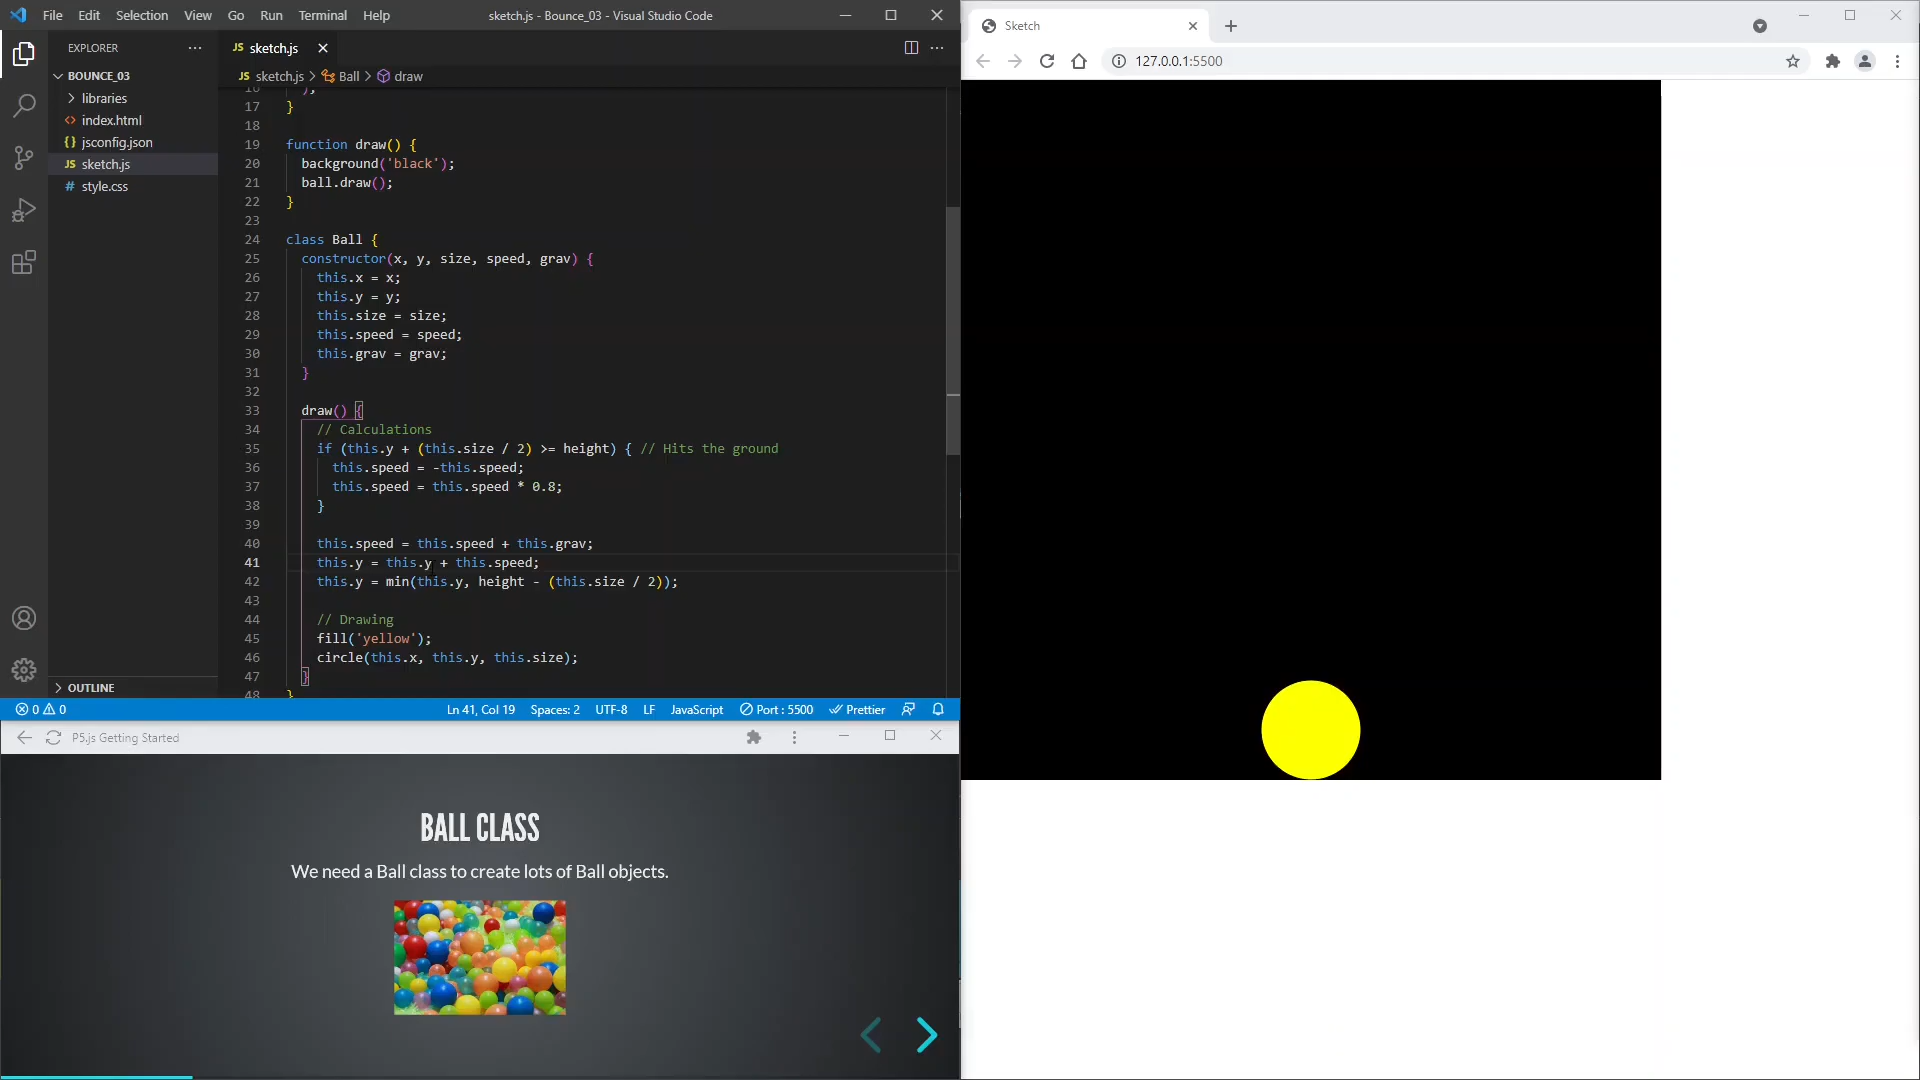 File Edit Selection View Go Run Terminal Help sketch.js - Bounce_03 - Visual Studio Code
EXPLORER
BOUNCE_03
libraries
index.html
jsconfig.json
sketch.js
style.css
OUTLINE
JS sketch.js
JS sketch.js > Ball > draw
16 );
17 }
18
19 function draw() {
20 background('black');
21 ball.draw();
22 }
23
24 class Ball {
25 constructor(x, y, size, speed, grav) {
26 this.x = x;
27 this.y = y;
28 this.size = size;
29 this.speed = speed;
30 this.grav = grav;
31 }
32
33 draw() {
34 // Calculations
35 if (this.y + (this.size / 2) >= height) { // Hits the ground
36 this.speed = -this.speed;
37 this.speed = this.speed * 0.8;
38 }
39
40 this.speed = this.speed + this.grav;
41 this.y = this.y + this.speed;
42 this.y = min(this.y, height - (this.size / 2));
43
44 // Drawing
45 fill('yellow');
46 circle(this.x, this.y, this.size);
47 }
48 }
0 0 Ln 41, Col 19 Spaces: 2 UTF-8 LF JavaScript Port : 5500 Prettier
P5.js Getting Started
BALL CLASS
We need a Ball class to create lots of Ball objects.
Sketch
127.0.0.1:5500